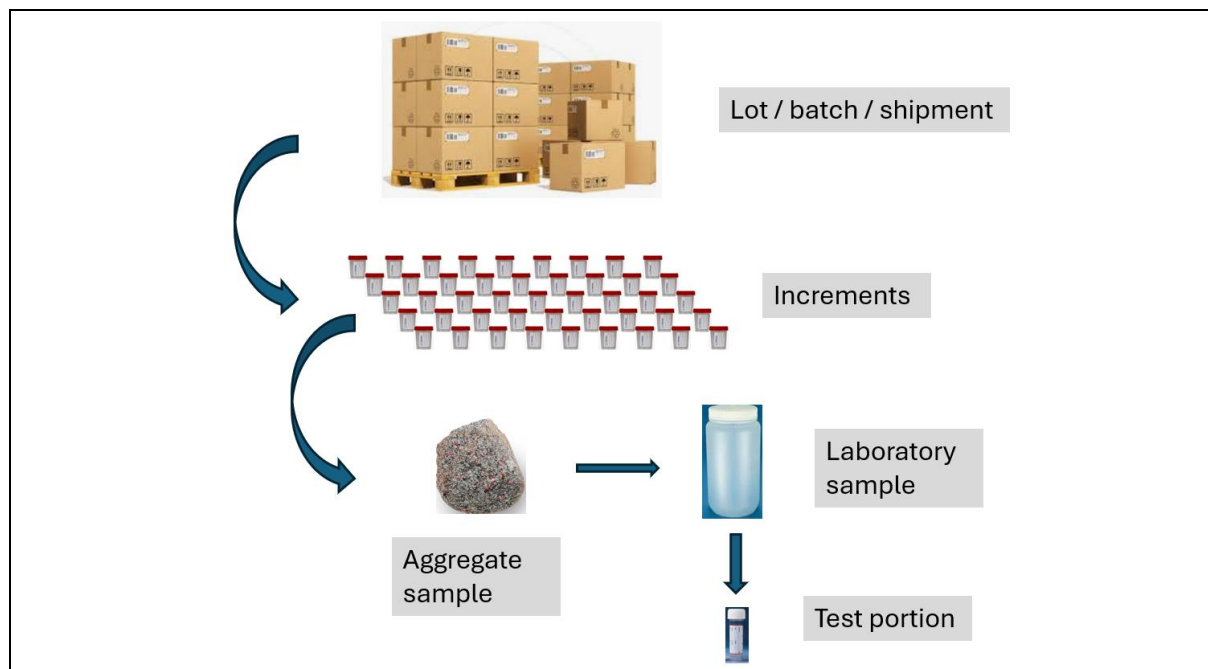 Lot / batch / shipment
Increments
Laboratory
sample
Aggregate
sample
Test portion